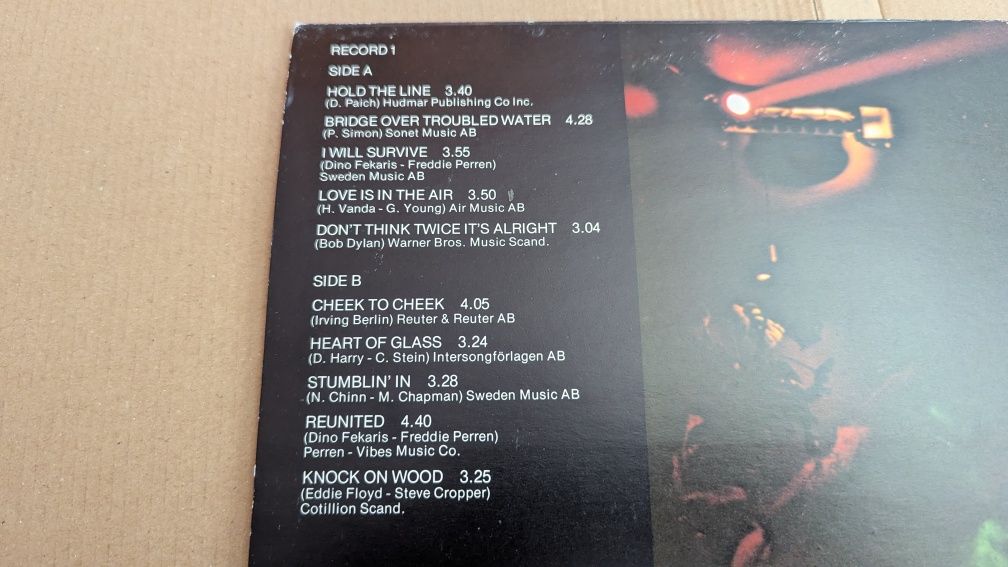 RECORD 1
SIDE A
HOLD THE LINE 3.40
(D. Paich) Hudmar Publishing Co Inc.
BRIDGE OVER TROUBLED WATER 4.28
(P. Simon) Sonet Music AB
I WILL SURVIVE 3.55
(Dino Fekaris - Freddie Perren)
Sweden Music AB
LOVE IS IN THE AIR 3.50
(H. Vanda - G. Young) Air Music AB
DON'T THINK TWICE IT'S ALRIGHT 3.04
(Bob Dylan) Warner Bros. Music Scand.
SIDE B
CHEEK TO CHEEK 4.05
(Irving Berlin) Reuter & Reuter AB
HEART OF GLASS 3.24
(D. Harry - C. Stein) Intersongförlagen AB
STUMBLIN' IN 3.28
(N. Chinn - M. Chapman) Sweden Music AB
REUNITED 4.40
(Dino Fekaris - Freddie Perren)
Perren - Vibes Music Co.
KNOCK ON WOOD 3.25
(Eddie Floyd - Steve Cropper)
Cotillion Scand.